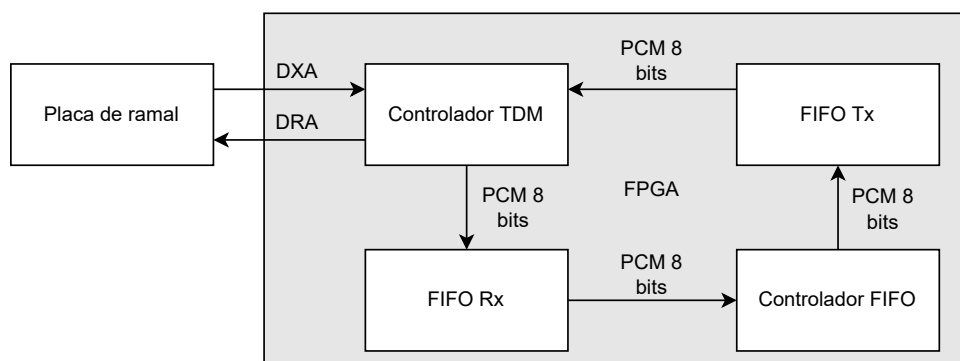 PCM 8
bits
DXA
Placa de ramal
Controlador TDM
FIFO Tx
DRA
PCM 8
bits
FPGA
PCM 8
bits
FIFO Rx
PCM 8
bits
Controlador FIFO